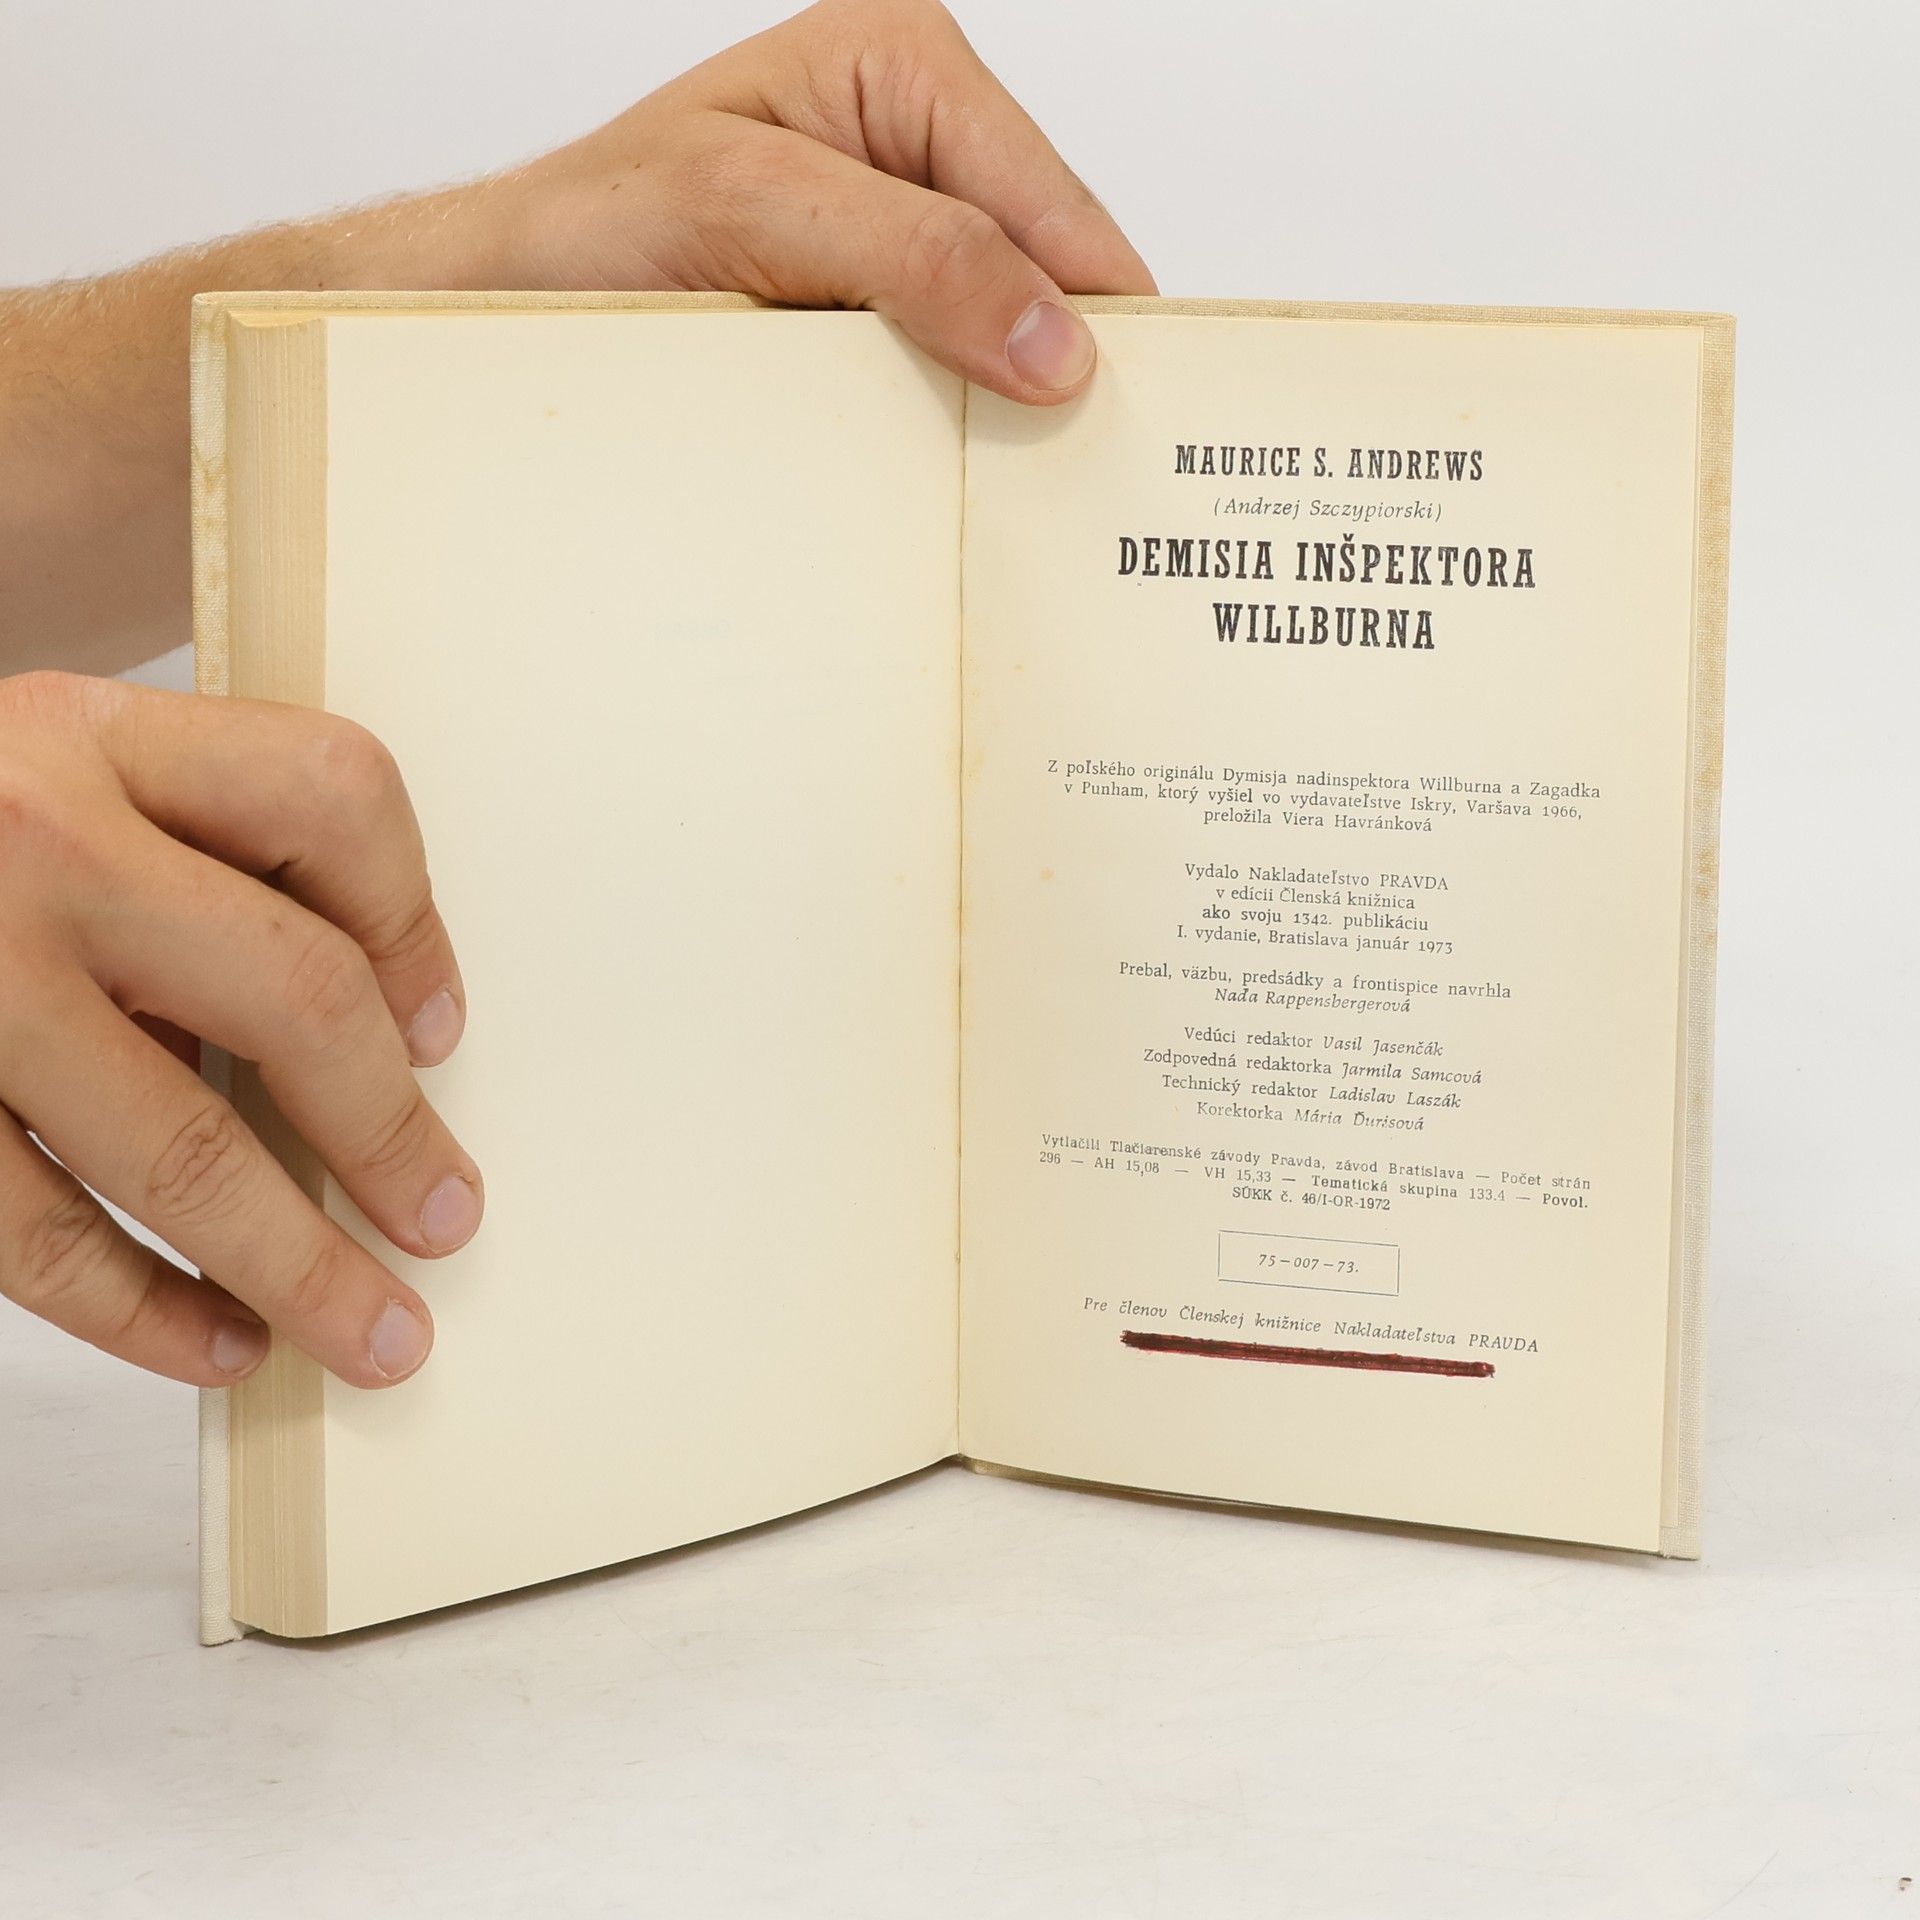 MAURICE S. ANDREWS
(Andrzej Szczypiorski)
DEMISIA INŠPEKTORA
WILLBURNA
Z poľského originálu Dymisja nadinspektora Willburna a Zagadka
v Punham, ktorý vyšiel vo vydavateľstve Iskry, Varšava 1966,
preložila Viera Havránková
Vydalo Nakladateľstvo PRAVDA
v edícii Členská knižnica
ako svoju 1342. publikáciu
I. vydanie, Bratislava január 1973
Prebal, väzbu, predsádky a frontispice navrhla
Naďa Rappensbergerová
Vedúci redaktor Vasil Jasenčák
Zodpovedná redaktorka Jarmila Samcová
Technický redaktor Ladislav Laszák
Korektorka Mária Ďurisová
Vytlačili Tlačiarenské závody Pravda, závod Bratislava — Počet strán
296 — AH 15,08 — VH 15,33 — Tematická skupina 133.4 — Povol.
SÚKK č. 46/I-OR-1972
75–007–73.
Pre členov Členskej knižnice Nakladateľstva PRAVDA